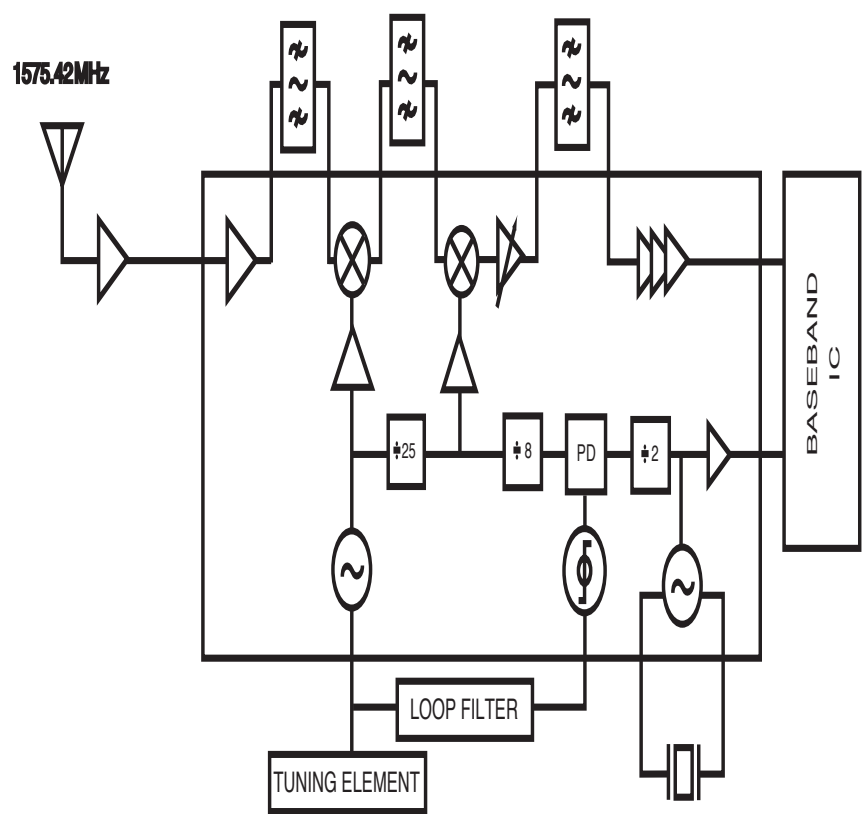 1575.42MHz
BASEBAND
IC
÷25
÷8
PD
÷2
LOOP FILTER
TUNING ELEMENT